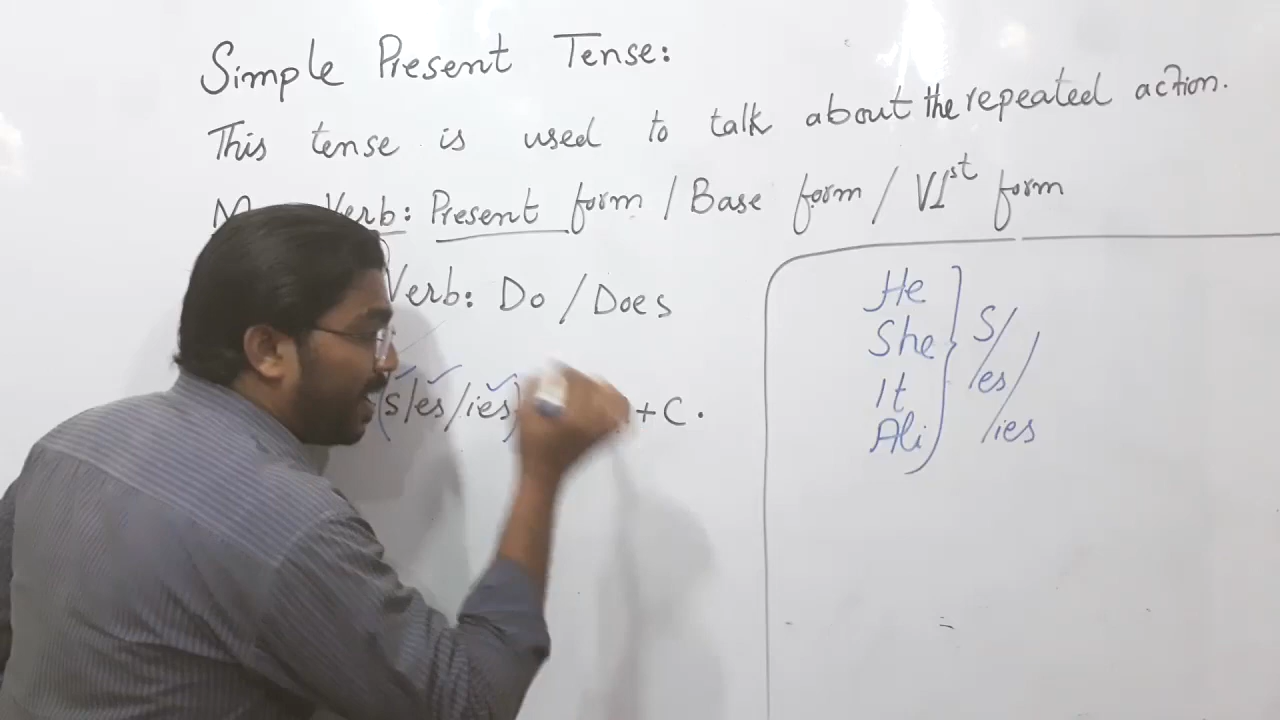 Simple Present Tense:
This tense is used to talk about the repeated action.
Verb: Present form / Base form / V1st form
Verb: Do / Does
(s/es/ies) +C.
He
She
It
Ali
S/
/es/
/ies